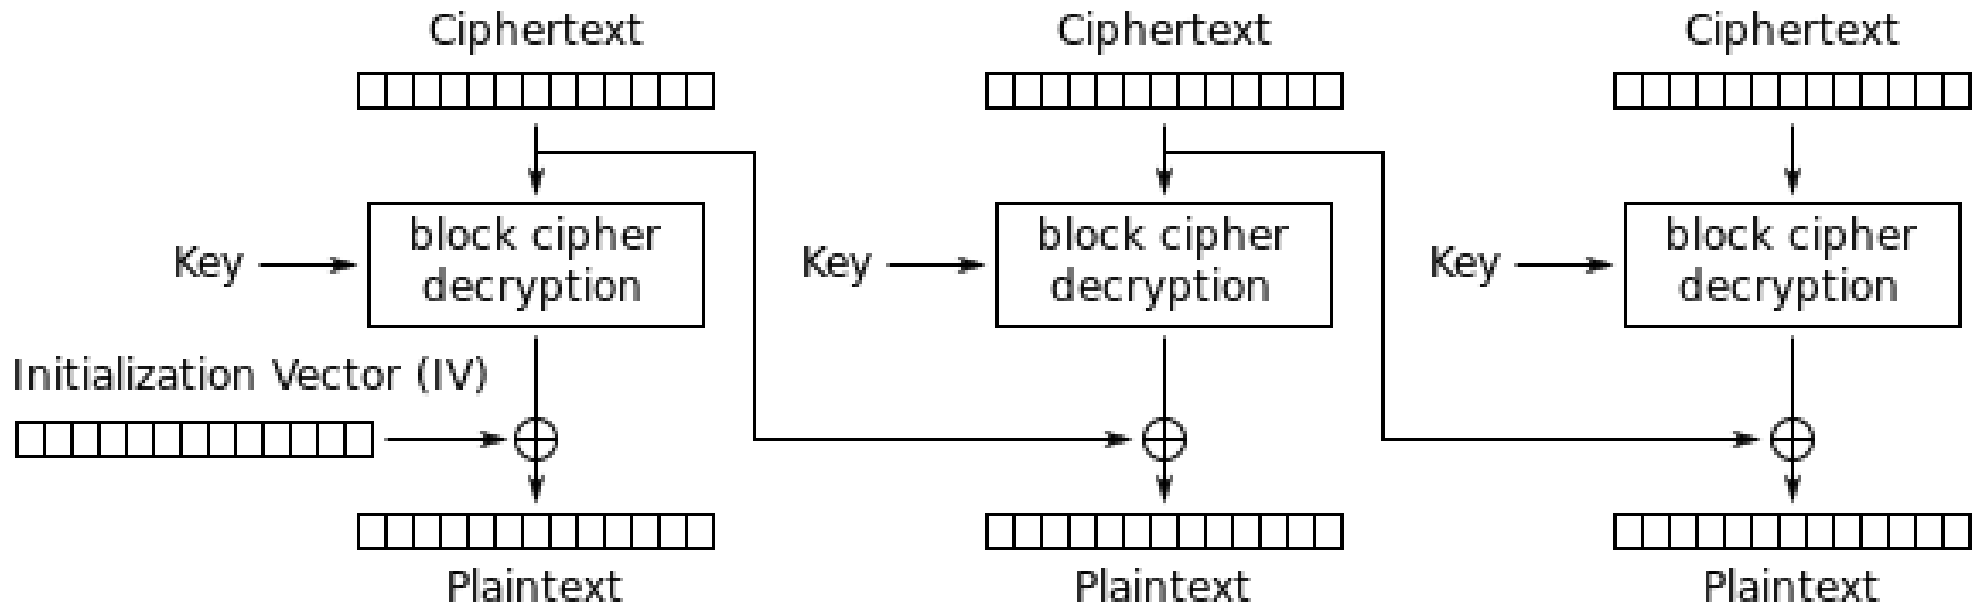 Ciphertext
Ciphertext
Ciphertext
Key
block cipher
decryption
Key
block cipher
decryption
Key
block cipher
decryption
Initialization Vector (IV)
Plaintext
Plaintext
Plaintext